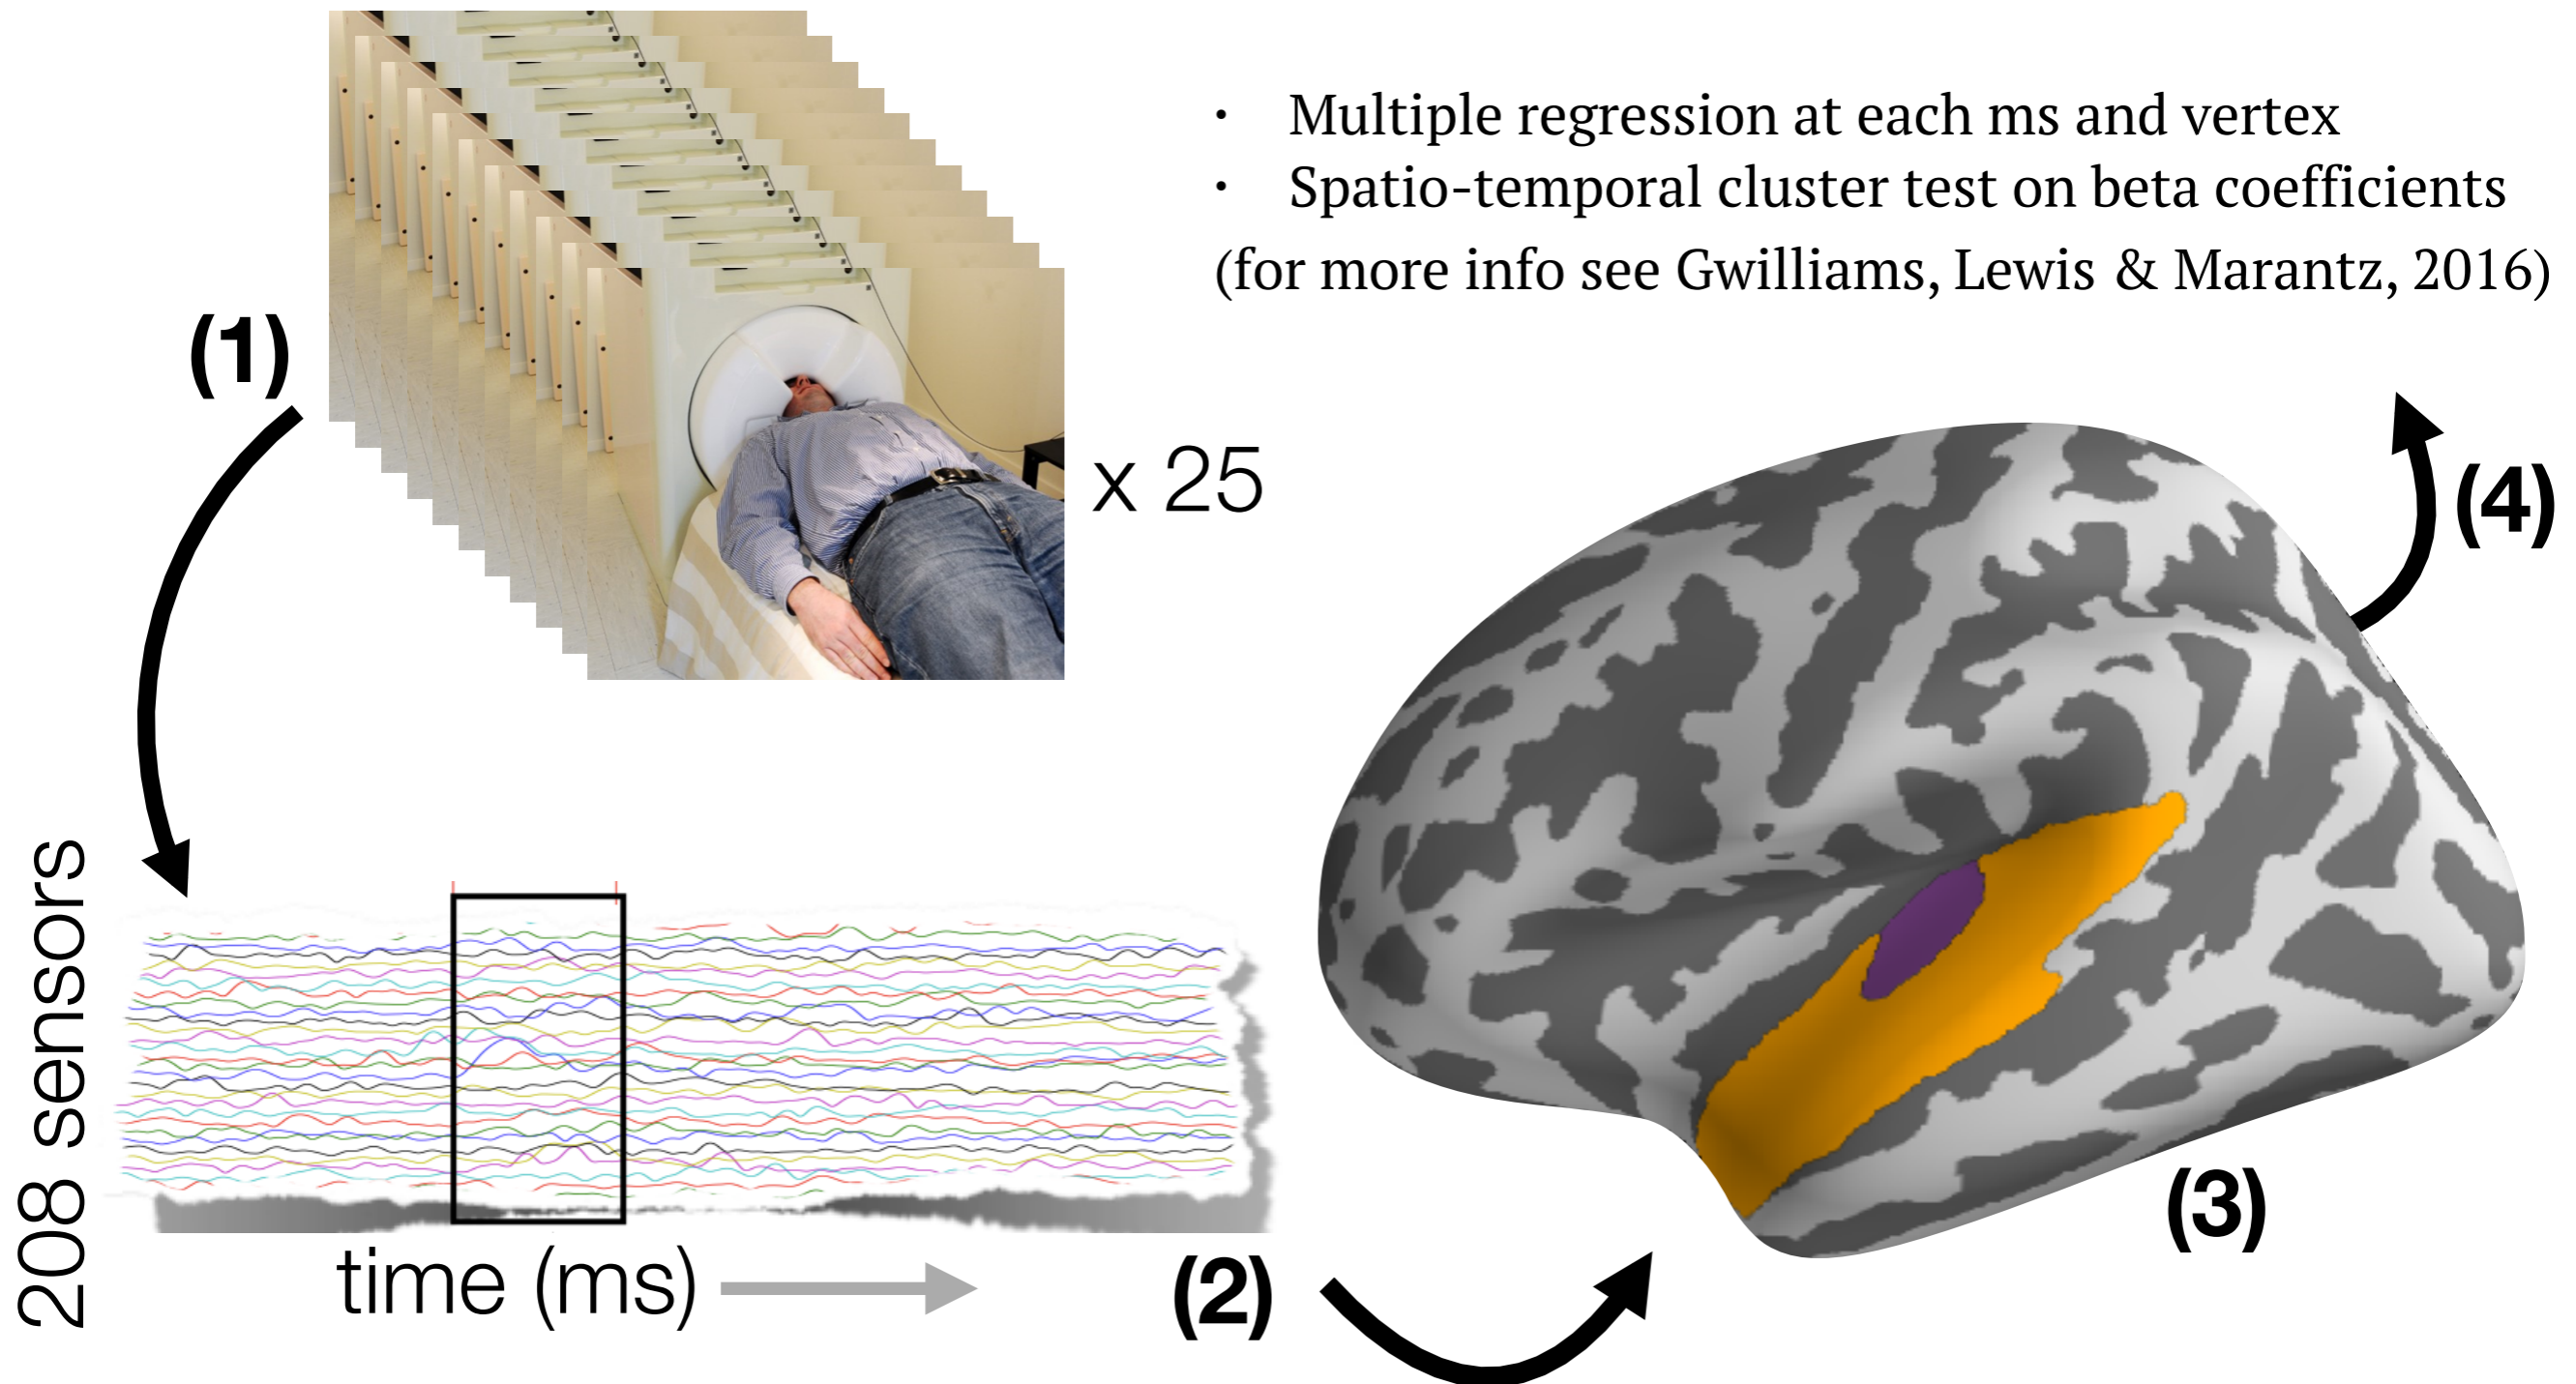 · Multiple regression at each ms and vertex
· Spatio-temporal cluster test on beta coefficients
(for more info see Gwilliams, Lewis & Marantz, 2016)
(1)
x 25
(4)
208 sensors
time (ms)
(2)
(3)